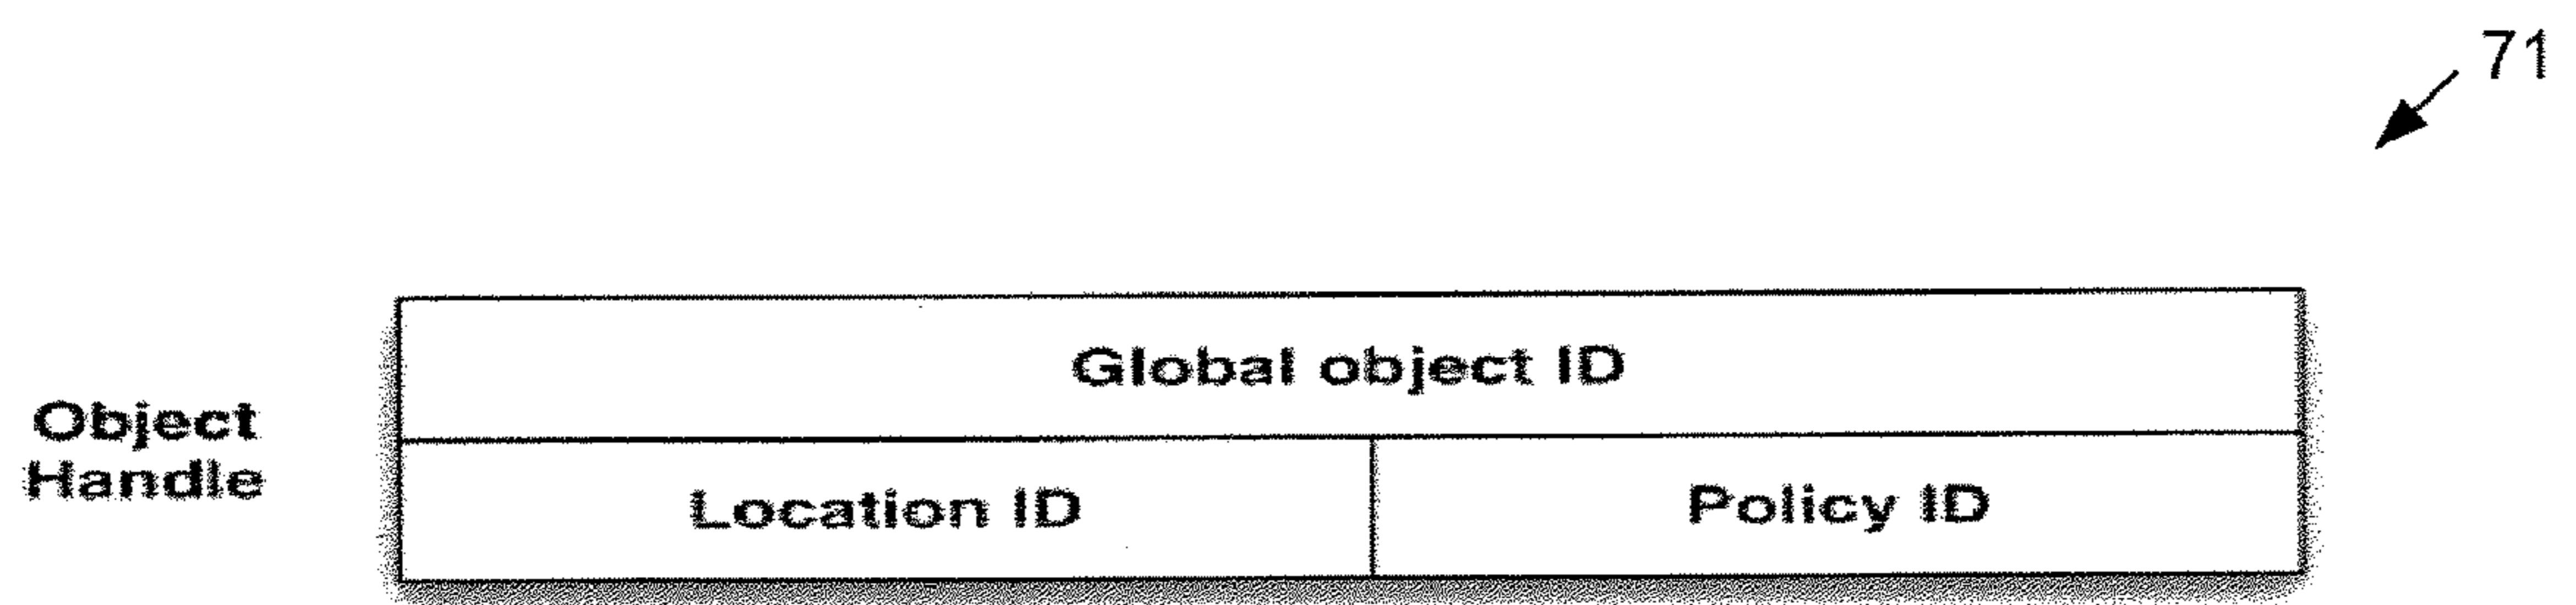 71
Global object ID
Object
Handle
Location ID
Policy ID